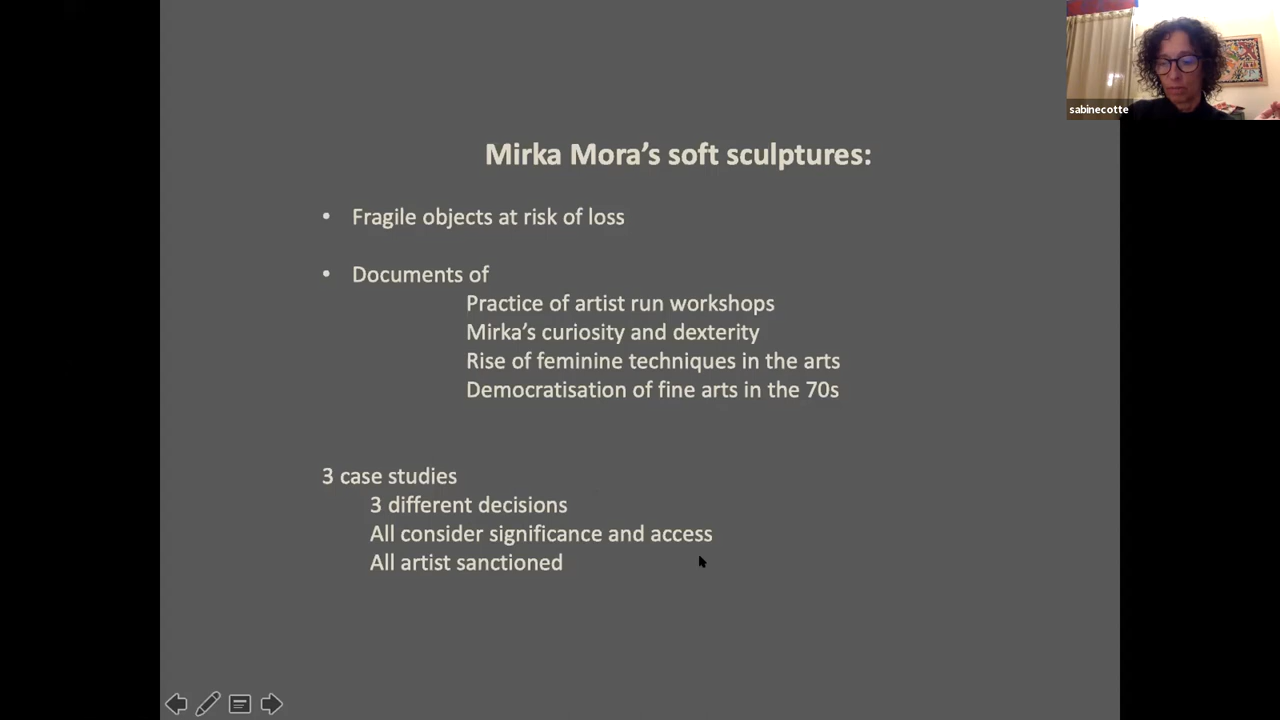 Mirka Mora’s soft sculptures:
• Fragile objects at risk of loss
• Documents of
Practice of artist run workshops
Mirka’s curiosity and dexterity
Rise of feminine techniques in the arts
Democratisation of fine arts in the 70s
3 case studies
3 different decisions
All consider significance and access
All artist sanctioned
sabinecotte